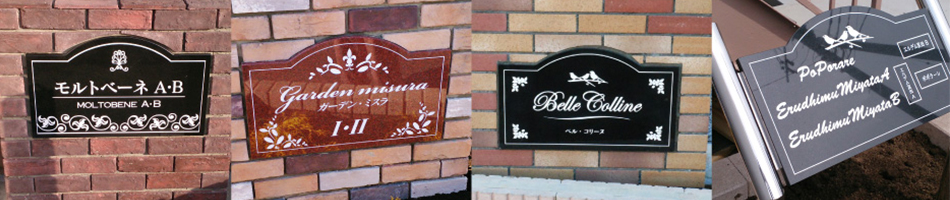 モルトベーネ A·B
MOLTOBENE A·B
Garden misura
ガーデン・ミスラ
I·II
Belle Colline
ベル・コリーヌ
PoPorare
ErudhimuMiyataA
ErudhimuMiyataB